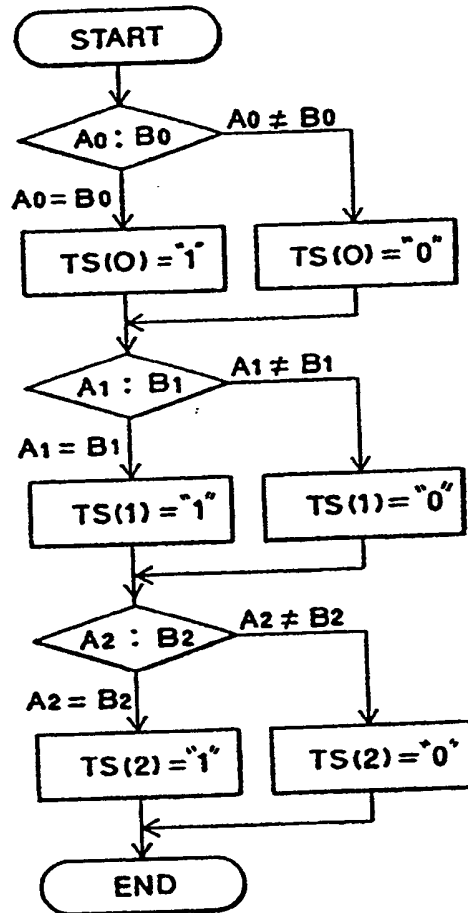 START
A0 : B0
A0 ≠ B0
A0 = B0
TS(0) = "1"
TS(0) = "0"
A1 : B1
A1 ≠ B1
A1 = B1
TS(1) = "1"
TS(1) = "0"
A2 : B2
A2 ≠ B2
A2 = B2
TS(2) = "1"
TS(2) = "0"
END